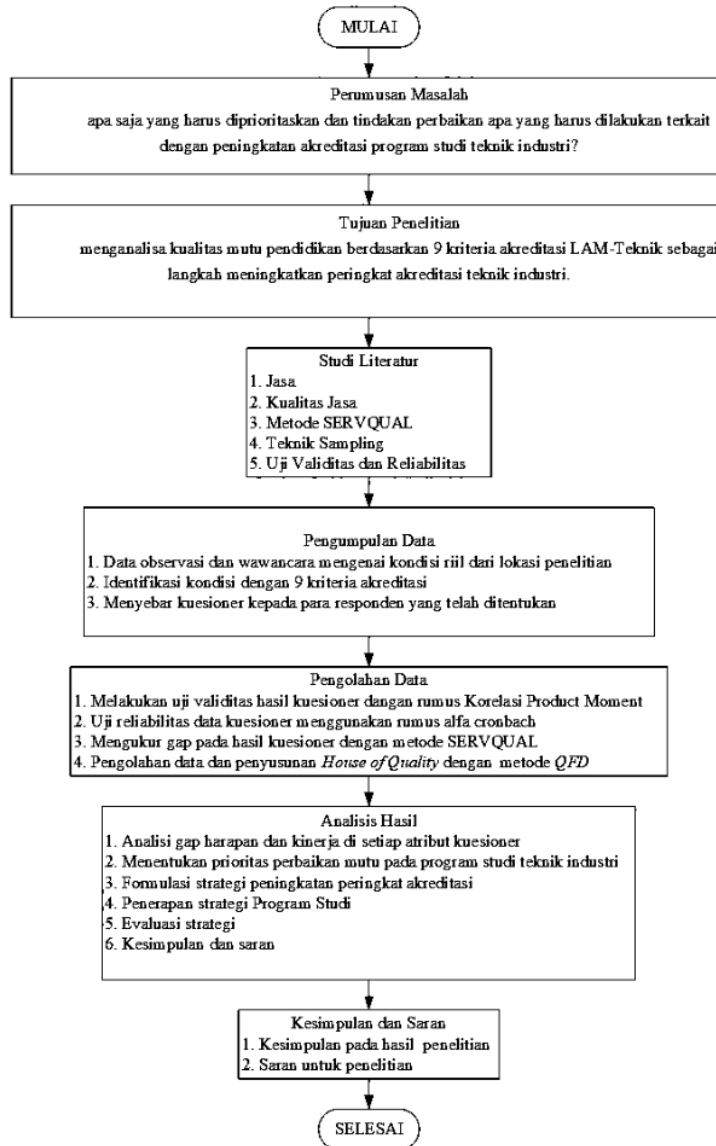 MULAI
Perumusan Masalah
apa saja yang harus diprioritaskan dan tindakan perbaikan apa yang harus dilakukan terkait
dengan peningkatan akreditasi program studi teknik industri?
Tujuan Penelitian
menganalisa kualitas mutu pendidikan berdasarkan 9 kriteria akreditasi LAM-Teknik sebagai
langkah meningkatkan peringkat akreditasi teknik industri.
Studi Literatur
1. Jasa
2. Kualitas Jasa
3. Metode SERVQUAL
4. Teknik Sampling
5. Uji Validitas dan Reliabilitas
Pengumpulan Data
1. Data observasi dan wawancara mengenai kondisi riil dari lokasi penelitian
2. Identifikasi kondisi dengan 9 kriteria akreditasi
3. Menyebar kuesioner kepada para responden yang telah ditentukan
Pengolahan Data
1. Melakukan uji validitas hasil kuesioner dangan rumus Korelasi Product Moment
2. Uji reliabilitas data kuesioner menggunakan rumus alfa cronbach
3. Mengukur gap pada hasil kuesioner dengan metode SERVQUAL
4. Pengolahan data dan penyusunan House of Quality dengan metode QFD
Analisis Hasil
1. Analisi gap harapan dan kinerja di setiap atribut kuesioner
2. Menentukan prioritas perbaikan mutu pada program studi teknik industri
3. Formulasi strategi peningkatan peringkat akreditasi
4. Penerapan strategi Program Studi
5. Evaluasi strategi
6. Kesimpulan dan saran
Kesimpulan dan Saran
1. Kesimpulan pada hasil penelitian
2. Saran untuk penelitian
SELESAI